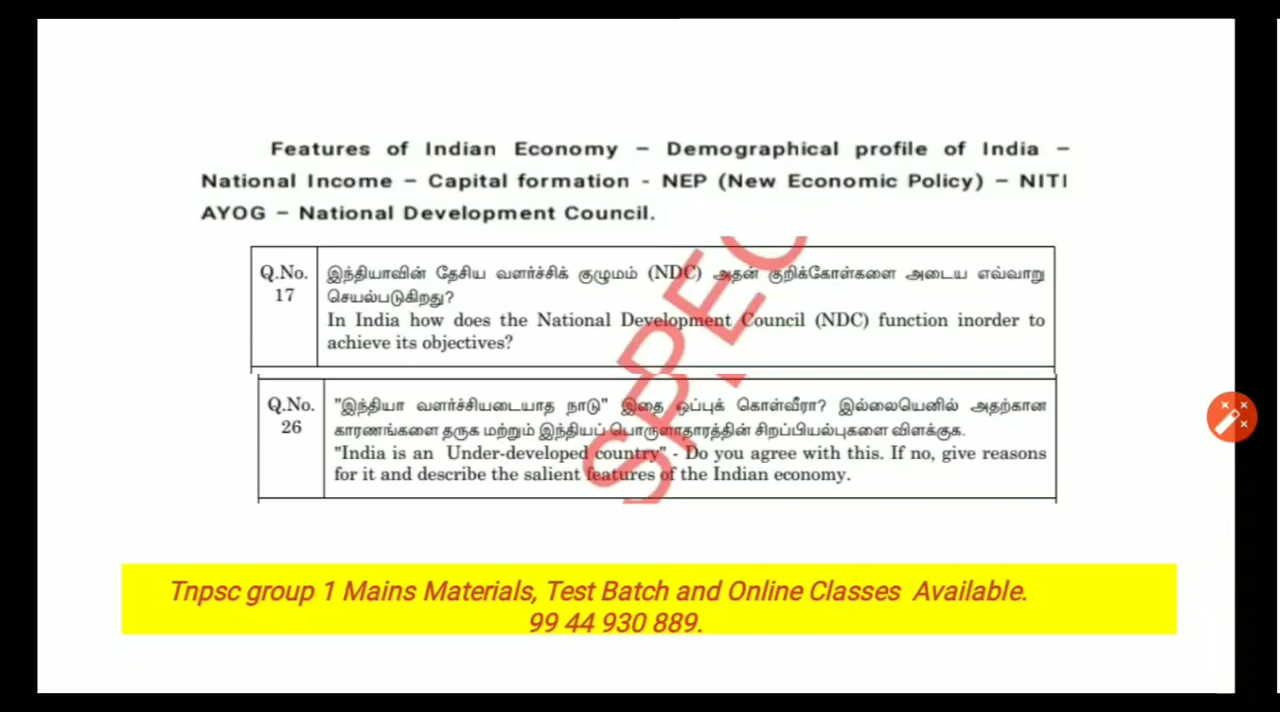 Features of Indian Economy – Demographical profile of India –
National Income – Capital formation - NEP (New Economic Policy) – NITI
AYOG – National Development Council.
Q.No. 17
இந்தியாவின் தேசிய வளர்ச்சிக் குழுமம் (NDC) அதன் குறிக்கோள்களை அடைய எவ்வாறு
செயல்படுகிறது?
In India how does the National Development Council (NDC) function inorder to
achieve its objectives?
Q.No. 26
"இந்தியா வளர்ச்சியடையாத நாடு" இதை ஒப்புக் கொள்வீரா? இல்லையெனில் அதற்கான
காரணங்களை தருக மற்றும் இந்தியப் பொருளாதாரத்தின் சிறப்பியல்புகளை விளக்குக.
"India is an Under-developed country" - Do you agree with this. If no, give reasons
for it and describe the salient features of the Indian economy.
SPEC
Tnpsc group 1 Mains Materials, Test Batch and Online Classes Available.
99 44 930 889.